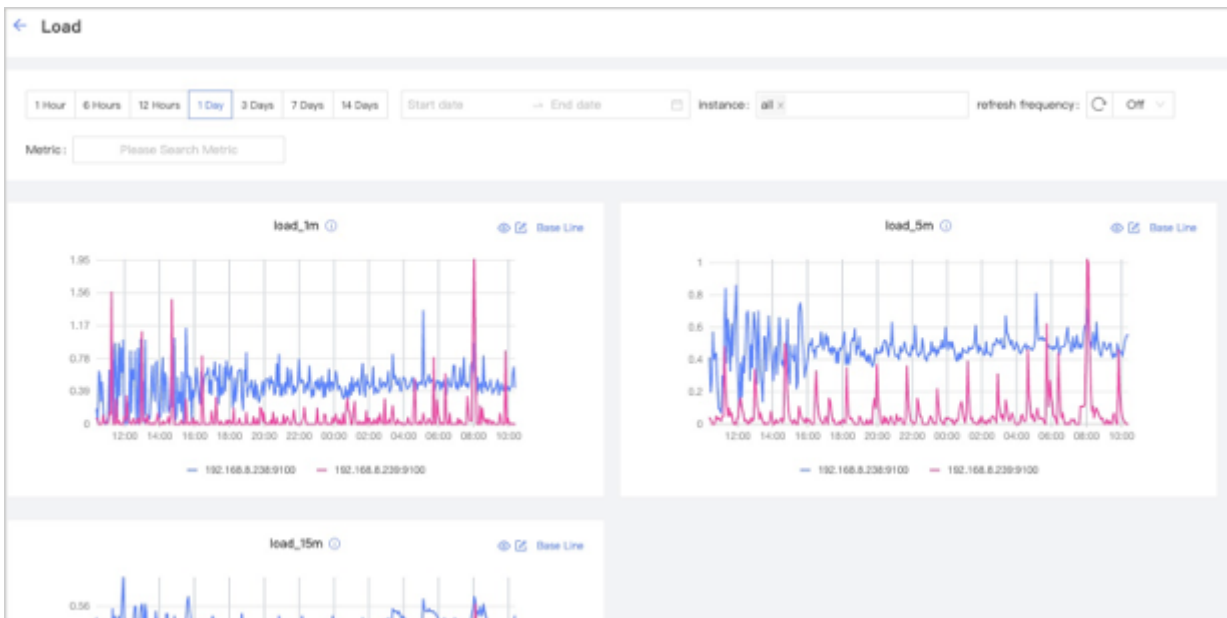 Load
1 Hour 6 Hours 12 Hours 1 Day 3 Days 7 Days 14 Days Start date → End date instance: all × refresh frequency: Off
Metric: Please Search Metric
load_1m Base Line
1.95
1.56
1.17
0.78
0.39
0
12:00 14:00 16:00 18:00 20:00 22:00 00:00 02:00 04:00 06:00 08:00 10:00
192.168.8.238:9100 192.168.8.239:9100
load_5m Base Line
1
0.8
0.6
0.4
0.2
0
12:00 14:00 16:00 18:00 20:00 22:00 00:00 02:00 04:00 06:00 08:00 10:00
192.168.8.238:9100 192.168.8.239:9100
load_15m Base Line
0.56